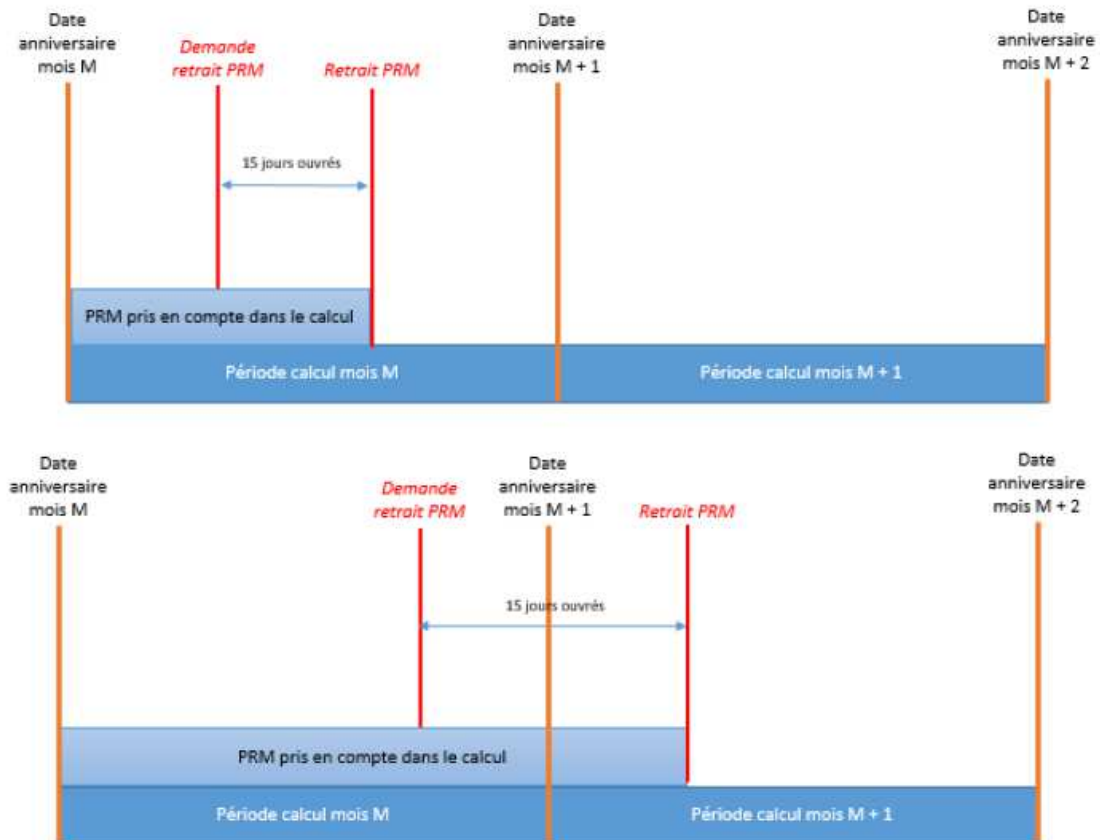 Date
anniversaire
mois M
Demande
retrait PRM
Retrait PRM
Date
anniversaire
mois M + 1
Date
anniversaire
mois M + 2
15 jours ouvrés
PRM pris en compte dans le calcul
Période calcul mois M
Période calcul mois M + 1
Date
anniversaire
mois M
Demande
retrait PRM
Date
anniversaire
mois M + 1
Retrait PRM
Date
anniversaire
mois M + 2
15 jours ouvrés
PRM pris en compte dans le calcul
Période calcul mois M
Période calcul mois M + 1